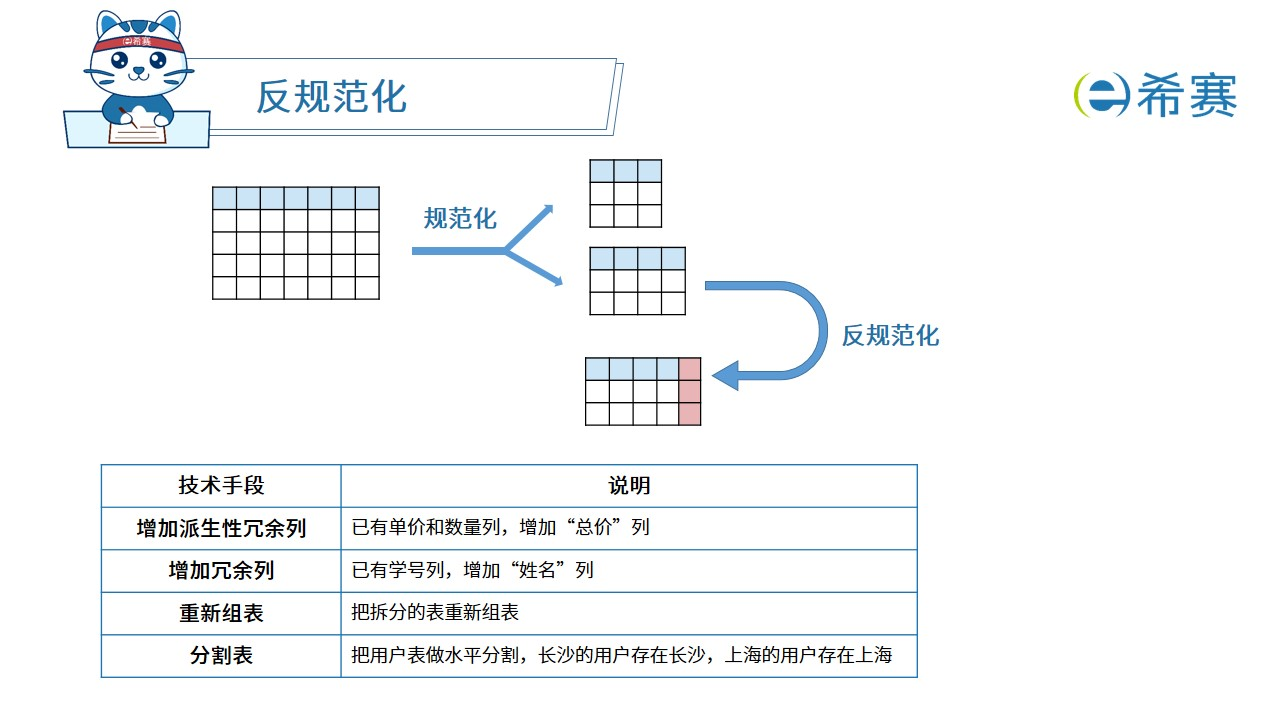 e希赛
反规范化
e希赛
规范化
反规范化
技术手段 说明
增加派生性冗余列 已有单价和数量列，增加“总价”列
增加冗余列 已有学号列，增加“姓名”列
重新组表 把拆分的表重新组表
分割表 把用户表做水平分割，长沙的用户存在长沙，上海的用户存在上海